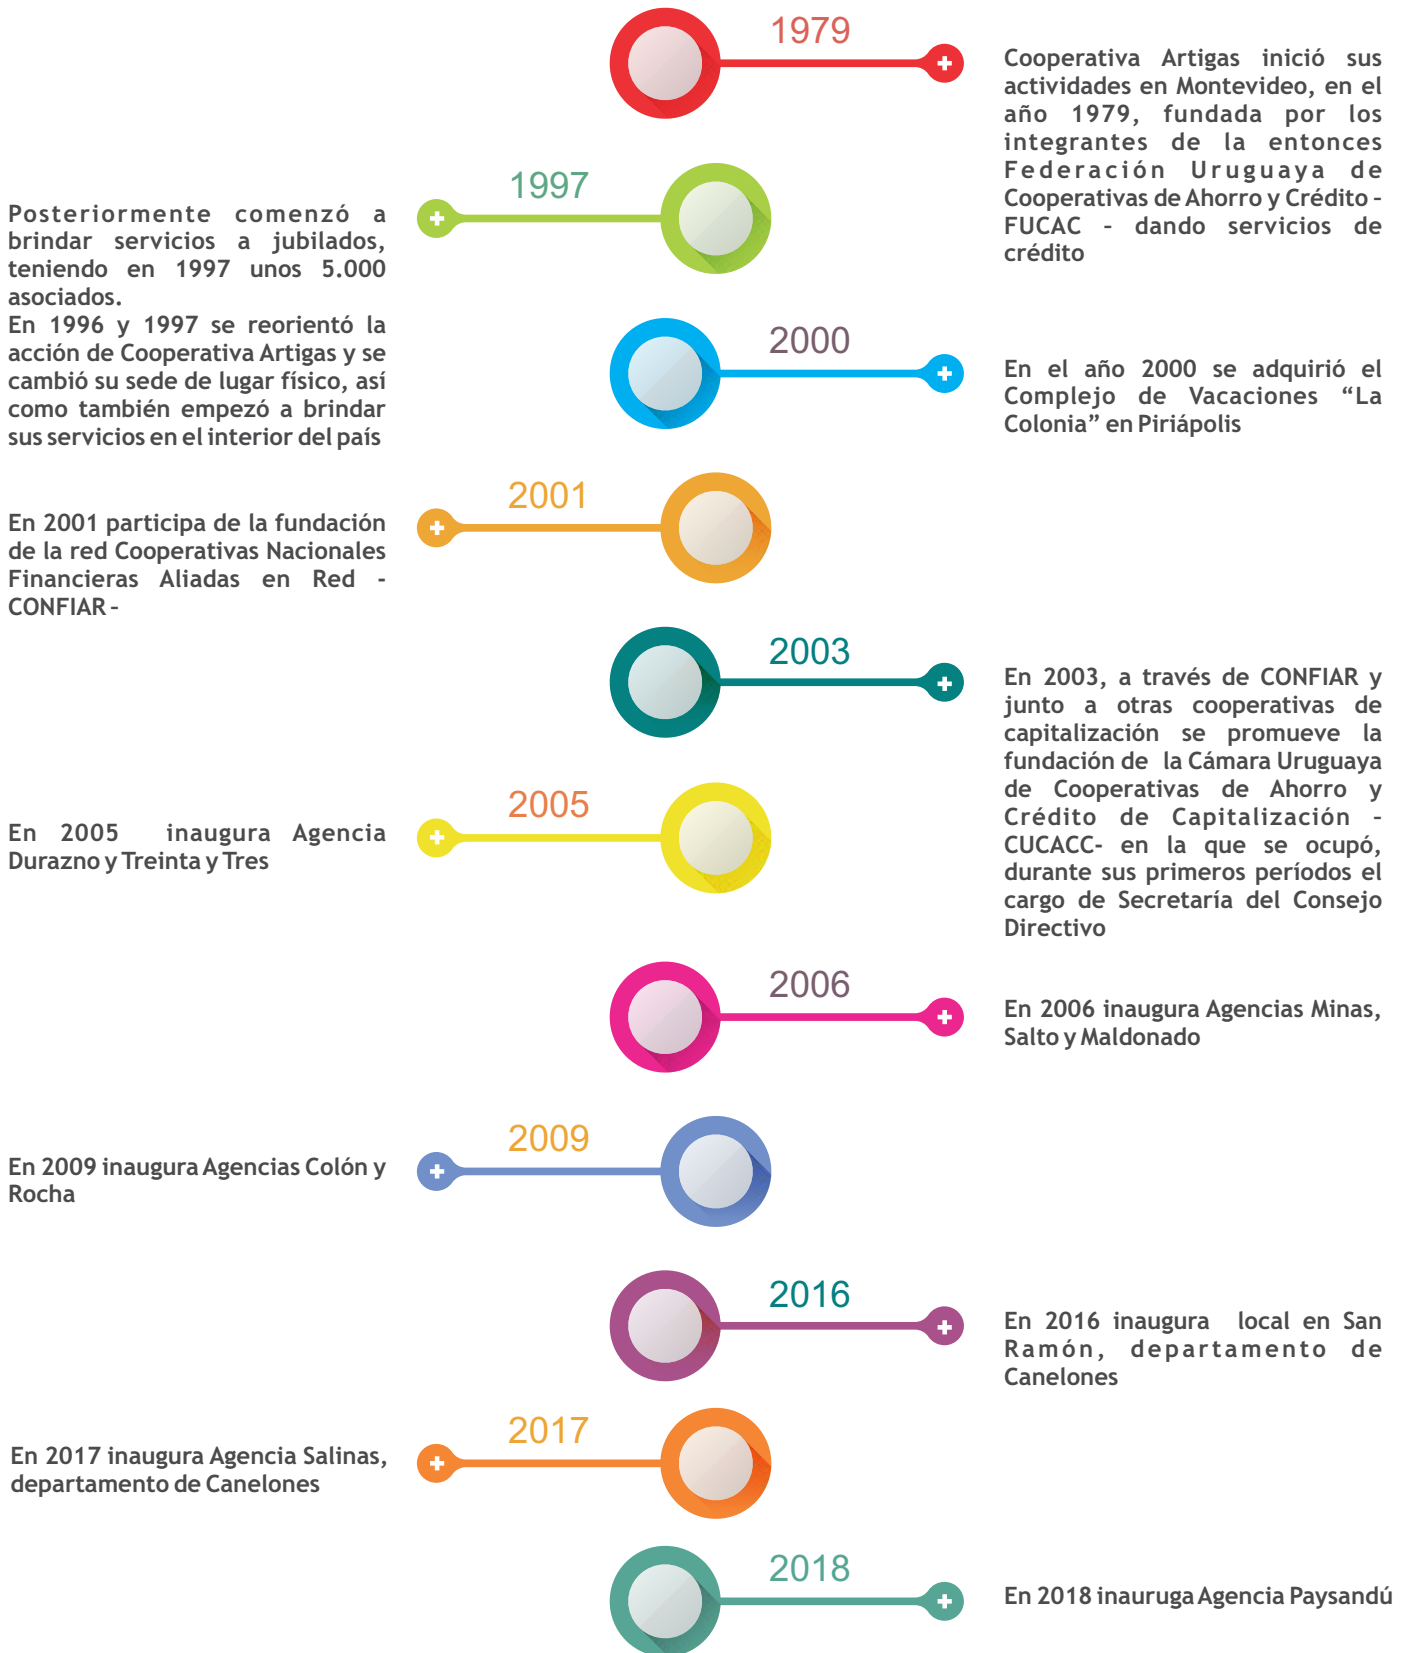 1979
Cooperativa Artigas inició sus
actividades en Montevideo, en el
año 1979, fundada por los
integrantes de la entonces
Federación Uruguaya de
Cooperativas de Ahorro y Crédito –
FUCAC – dando servicios de
crédito
1997
Posteriormente comenzó a
brindar servicios a jubilados,
teniendo en 1997 unos 5.000
asociados.
En 1996 y 1997 se reorientó la
acción de Cooperativa Artigas y se
cambió su sede de lugar físico, así
como también empezó a brindar
sus servicios en el interior del país
2000
En el año 2000 se adquirió el
Complejo de Vacaciones “La
Colonia” en Piriápolis
2001
En 2001 participa de la fundación
de la red Cooperativas Nacionales
Financieras Aliadas en Red -
CONFIAR –
2003
En 2003, a través de CONFIAR y
junto a otras cooperativas de
capitalización se promueve la
fundación de la Cámara Uruguaya
de Cooperativas de Ahorro y
Crédito de Capitalización –
CUCACC- en la que se ocupó,
durante sus primeros períodos el
cargo de Secretaría del Consejo
Directivo
2005
En 2005 inaugura Agencia
Durazno y Treinta y Tres
2006
En 2006 inaugura Agencias Minas,
Salto y Maldonado
2009
En 2009 inaugura Agencias Colón y
Rocha
2016
En 2016 inaugura local en San
Ramón, departamento de
Canelones
2017
En 2017 inaugura Agencia Salinas,
departamento de Canelones
2018
En 2018 inauruga Agencia Paysandú